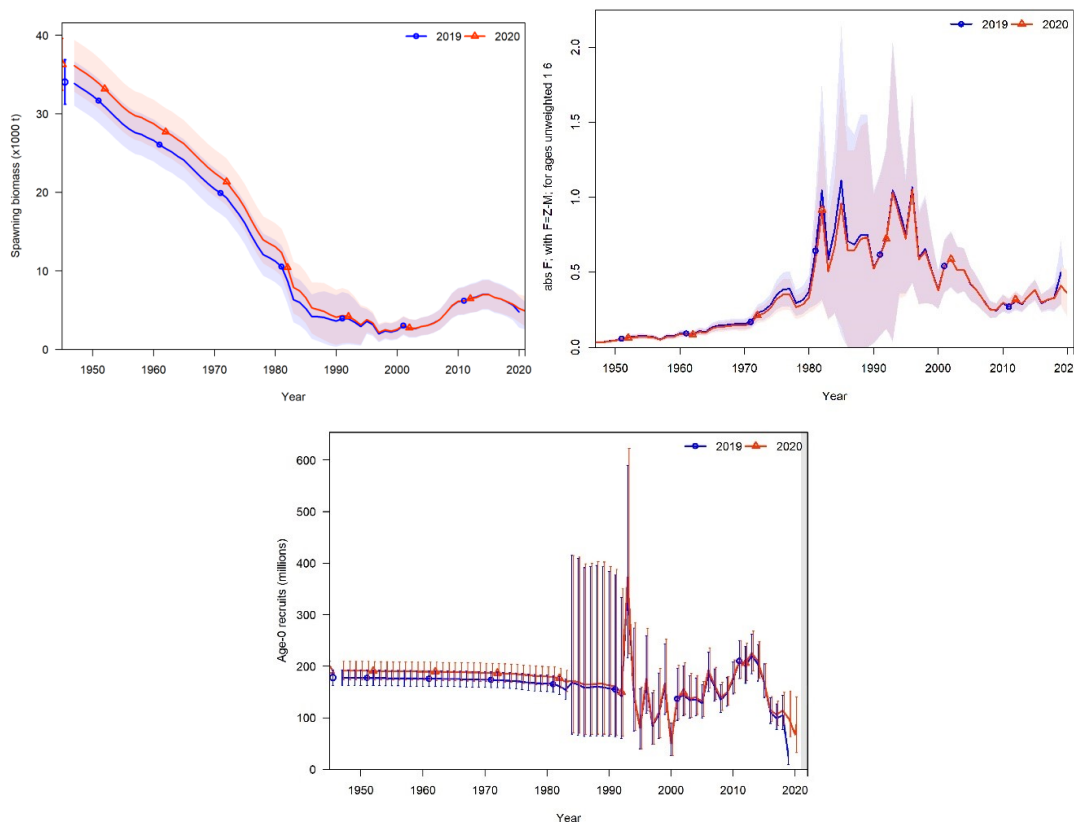 Spawning biomass (x1000 t)
40
30
20
10
0
2019 2020
1950 1960 1970 1980 1990 2000 2010 2020
Year
abs F; with F=Z-M; for ages unweighted 1 6
2.0
1.5
1.0
0.5
0.0
2019 2020
1950 1960 1970 1980 1990 2000 2010 2020
Year
Age-0 recruits (millions)
600
500
400
300
200
100
0
2019 2020
1950 1960 1970 1980 1990 2000 2010 2020
Year